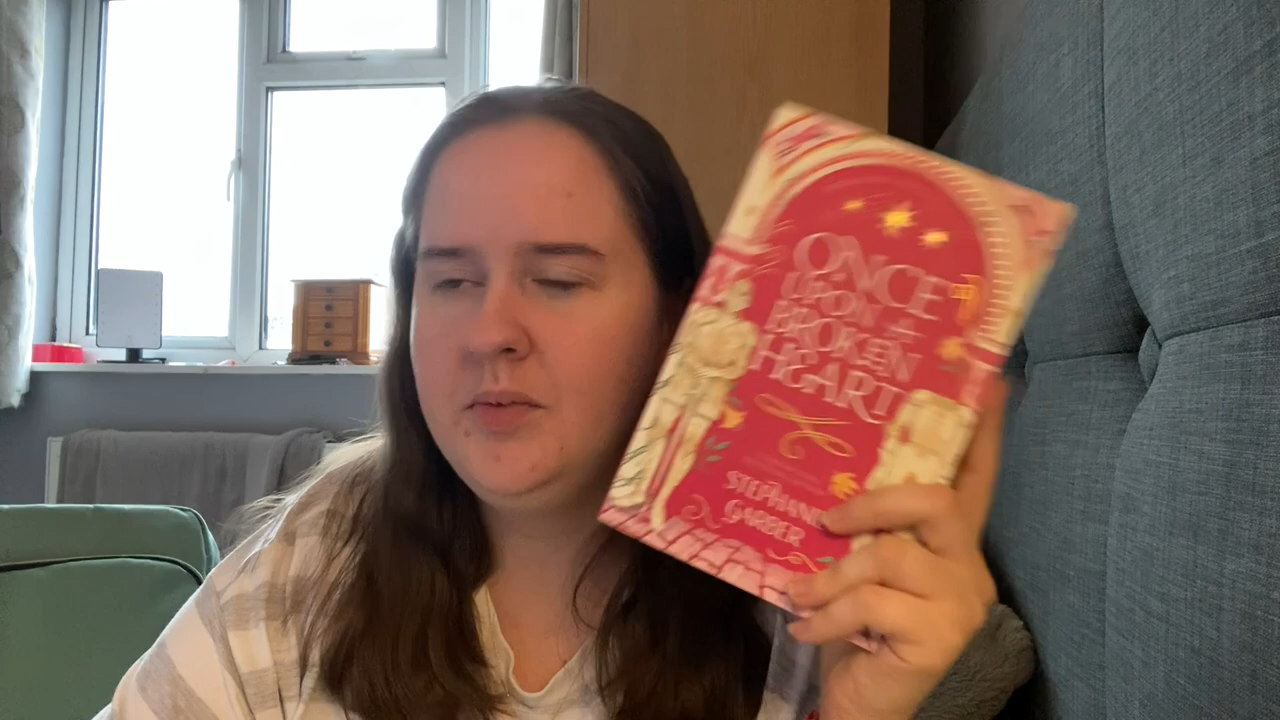 ONCE
UPON A
BROKEN
HEART
STEPHANIE
GARBER